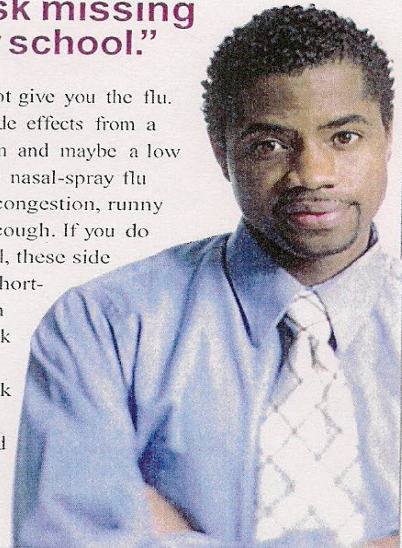 sk missing
school.”
ot give you the flu.
de effects from a
n and maybe a low
nasal-spray flu
congestion, runny
cough. If you do
l, these side
hort-
n
k
k
d